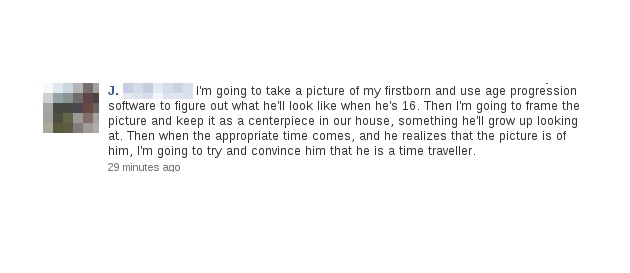 J. I'm going to take a picture of my firstborn and use age progression
software to figure out what he'll look like when he's 16. Then I'm going to frame the
picture and keep it as a centerpiece in our house, something he'll grow up looking
at. Then when the appropriate time comes, and he realizes that the picture is of
him, I'm going to try and convince him that he is a time traveller.
29 minutes ago